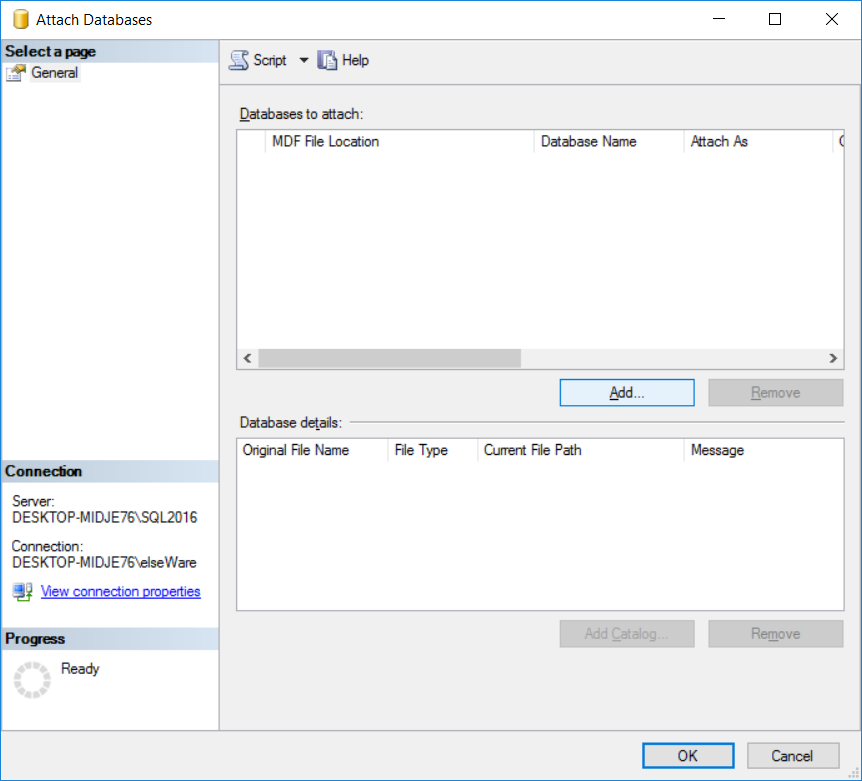 Attach Databases
Select a page
General
Script Help
Databases to attach:
MDF File Location Database Name Attach As
Add... Remove
Database details:
Original File Name File Type Current File Path Message
Add Catalog... Remove
Connection
Server:
DESKTOP-MIDJE76\SQL2016
Connection:
DESKTOP-MIDJE76\elseWare
View connection properties
Progress
Ready
OK Cancel